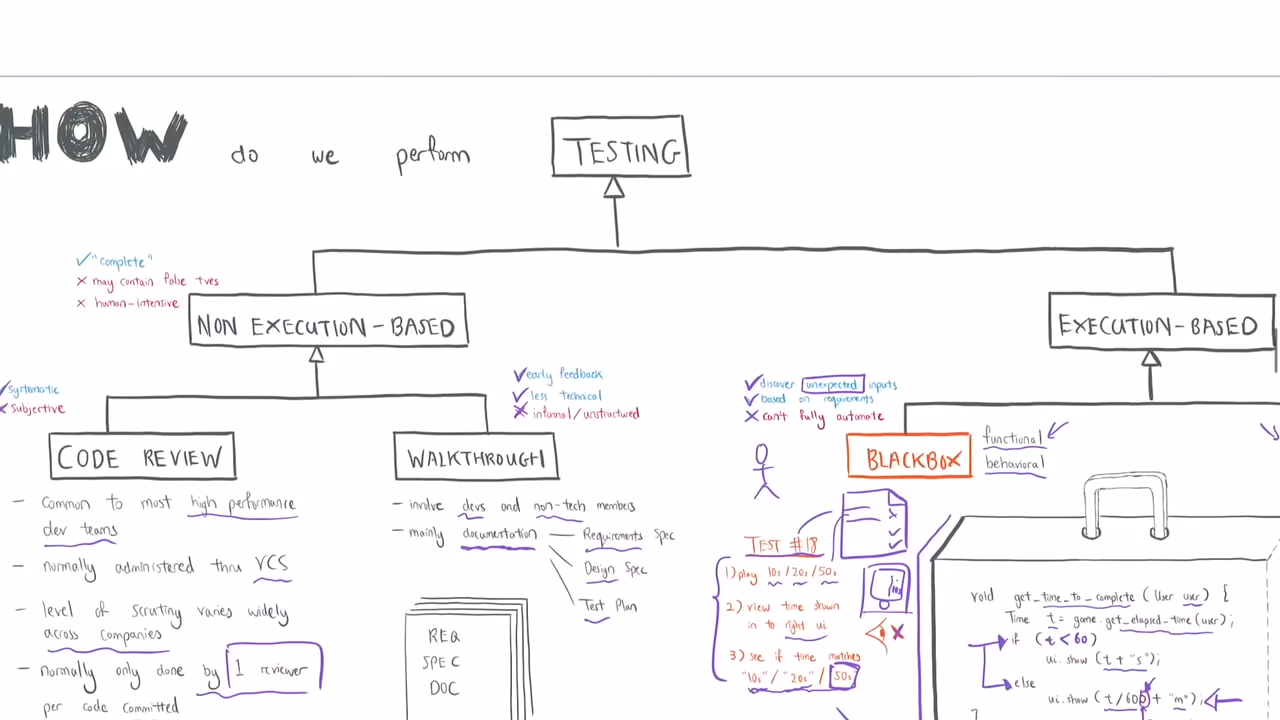 HOW do we perform TESTING
✓"complete"
✗ may contain false +ves
✗ human-intensive
NON EXECUTION-BASED
EXECUTION-BASED
✓systematic
✗ subjective
✓early feedback
✓less technical
✗ informal/unstructured
CODE REVIEW
WALKTHROUGH
– Common to most high performance
dev teams
– normally administered thru VCS
– level of scrutiny varies widely
across companies
– normally only done by 1 reviewer
per code committed
– involve devs and non-tech members
– mainly documentation
Requirements Spec
Design Spec
Test Plan
REQ
SPEC
DOC
✓discover unexpected inputs
✓based on requirements
✗ can't fully automate
BLACKBOX
functional
behavioral
TEST #18
1) play 10s/20s/50s
2) view time shown
in to right ui
3) see if time matches
"10s"/"20s"/50s
10s
void get_time_to_complete (User user) {
Time t = game.get_elapsed_time(user);
if (t < 60)
ui.show (t + "s");
else
ui.show (t/600 + "m");
}